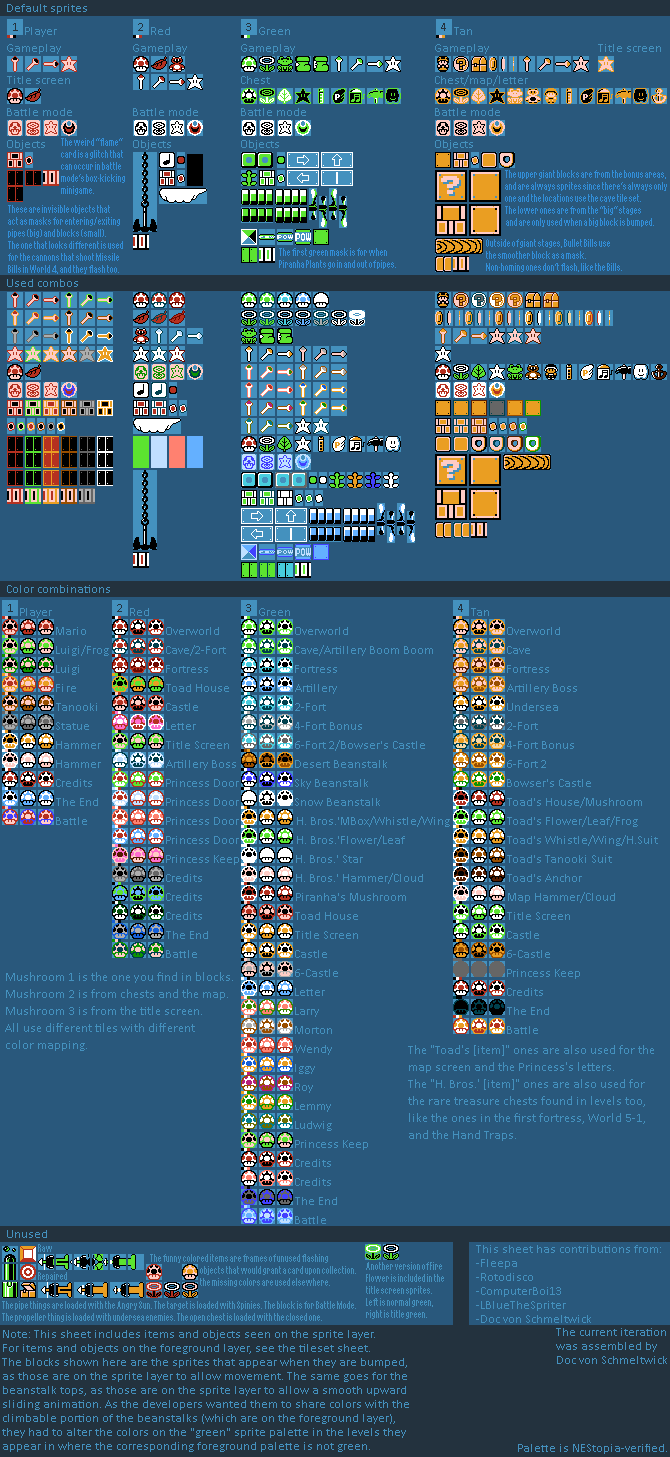 Default sprites
1 Player
2 Red
3 Green
4 Tan
Gameplay
Gameplay
Gameplay
Gameplay
Title screen
Title screen
Chest
Chest/map/letter
Battle mode
Battle mode
Battle mode
Battle mode
Objects
Objects
Objects
Objects
The weird "flame"
card is a glitch that
can occur in battle
mode's box-kicking
minigame.
These are invisible objects that
act as masks for entering/exiting
pipes (big) and blocks (small).
The one that looks different is used
for the cannons that shoot Missile
Bills in World 4, and they flash too.
POW
POW
The first green mask is for when
Piranha Plants go in and out of pipes.
The upper giant blocks are from the bonus areas,
and are always sprites since there's always only
one and the locations use the cave tile set.
The lower ones are from the "big" stages
and are only used when a big block is bumped.
Outside of giant stages, Bullet Bills use
the smoother block as a mask.
Non-homing ones don't flash, like the Bills.
Used combos
POW
POW
Color combinations
1 Player
Mario
Luigi/Frog
Luigi
Fire
Tanooki
Statue
Hammer
Hammer
Credits
The End
Battle
2 Red
Overworld
Cave/2-Fort
Fortress
Toad House
Castle
Letter
Title Screen
Artillery Boss
Princess Door
Princess Door
Princess Door
Princess Door
Princess Keep
Credits
Credits
Credits
The End
Battle
3 Green
Overworld
Cave/Artillery Boom Boom
Fortress
Artillery
2-Fort
4-Fort Bonus
6-Fort 2/Bowser's Castle
Desert Beanstalk
Sky Beanstalk
Snow Beanstalk
H. Bros.'MBox/Whistle/Wing
H. Bros.'Flower/Leaf
H. Bros.' Star
H. Bros.' Hammer/Cloud
Piranha's Mushroom
Toad House
Title Screen
Castle
6-Castle
Letter
Larry
Morton
Wendy
Iggy
Roy
Lemmy
Ludwig
Princess Keep
Credits
Credits
The End
Battle
4 Tan
Overworld
Cave
Fortress
Artillery Boss
Undersea
2-Fort
4-Fort Bonus
6-Fort 2
Bowser's Castle
Toad's House/Mushroom
Toad's Flower/Leaf/Frog
Toad's Whistle/Wing/H.Suit
Toad's Tanooki Suit
Toad's Anchor
Map Hammer/Cloud
Title Screen
Castle
6-Castle
Princess Keep
Credits
The End
Battle
Mushroom 1 is the one you find in blocks.
Mushroom 2 is from chests and the map.
Mushroom 3 is from the title screen.
All use different tiles with different
color mapping.
The "Toad's [item]" ones are also used for the
map screen and the Princess's letters.
The "H. Bros.' [item]" ones are also used for
the rare treasure chests found in levels too,
like the ones in the first fortress, World 5-1,
and the Hand Traps.
Unused
Raw
Repaired
The funny colored items are frames of unused flashing
objects that would grant a card upon collection.
the missing colors are used elsewhere.
The pipe things are loaded with the Angry Sun. The target is loaded with Spinies. The block is for Battle Mode.
The propeller thing is loaded with undersea enemies. The open chest is loaded with the closed one.
Another version of Fire
Flower is included in the
title screen sprites.
Left is normal green,
right is title green.
This sheet has contributions from:
-Fleepa
-Rotodisco
-ComputerBoi13
-LBlueTheSpriter
-Doc von Schmeltwick
The current iteration
was assembled by
Doc von Schmeltwick
Note: This sheet includes items and objects seen on the sprite layer.
For items and objects on the foreground layer, see the tileset sheet.
The blocks shown here are the sprites that appear when they are bumped,
as those are on the sprite layer to allow movement. The same goes for the
beanstalk tops, as those are on the sprite layer to allow a smooth upward
sliding animation. As the developers wanted them to share colors with the
climbable portion of the beanstalks (which are on the foreground layer),
they had to alter the colors on the "green" sprite palette in the levels they
appear in where the corresponding foreground palette is not green.
Palette is NEStopia-verified.